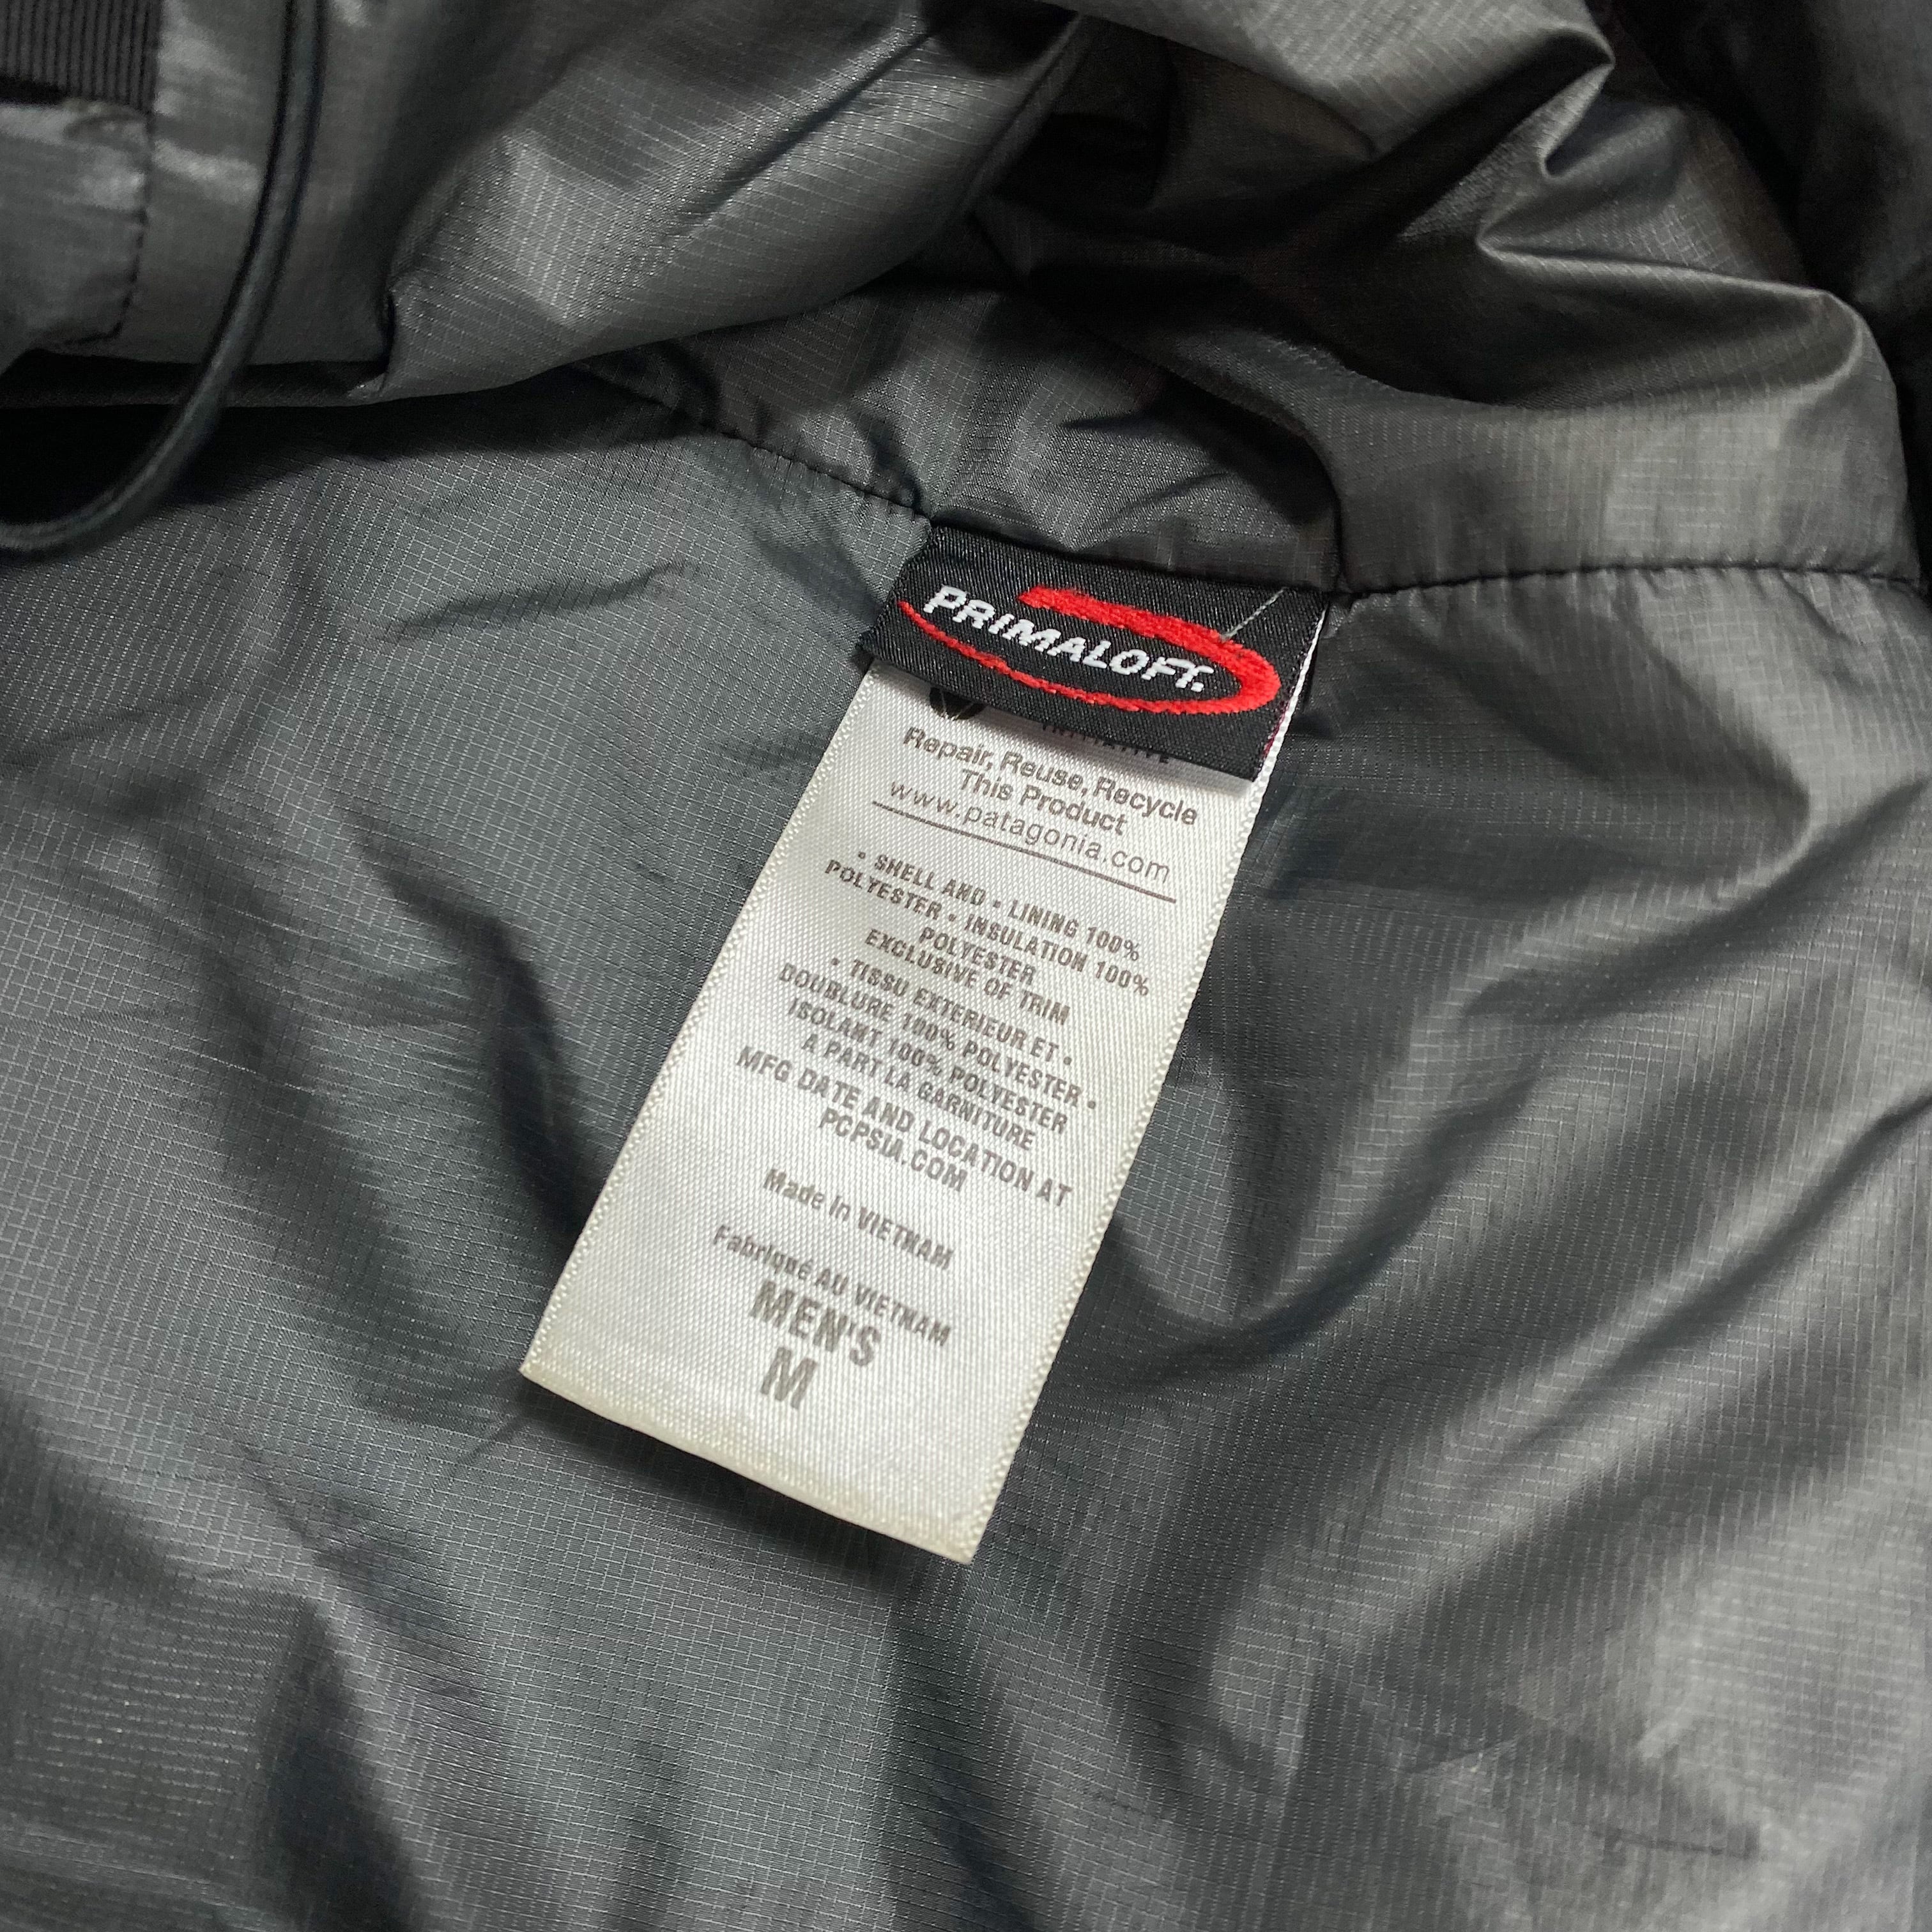 PRIMALOFT.
Repair, Reuse, Recycle
This Product
www.patagonia.com
• SHELL AND • LINING 100%
POLYESTER • INSULATION 100%
POLYESTER
EXCLUSIVE OF TRIM
• TISSU EXTERIEUR ET •
DOUBLURE 100% POLYESTER •
ISOLANT 100% POLYESTER
A PART LA GARNITURE
MFG DATE AND LOCATION AT
PCPSIA.COM
Made in VIETNAM
Fabriqué AU VIETNAM
MEN'S
M